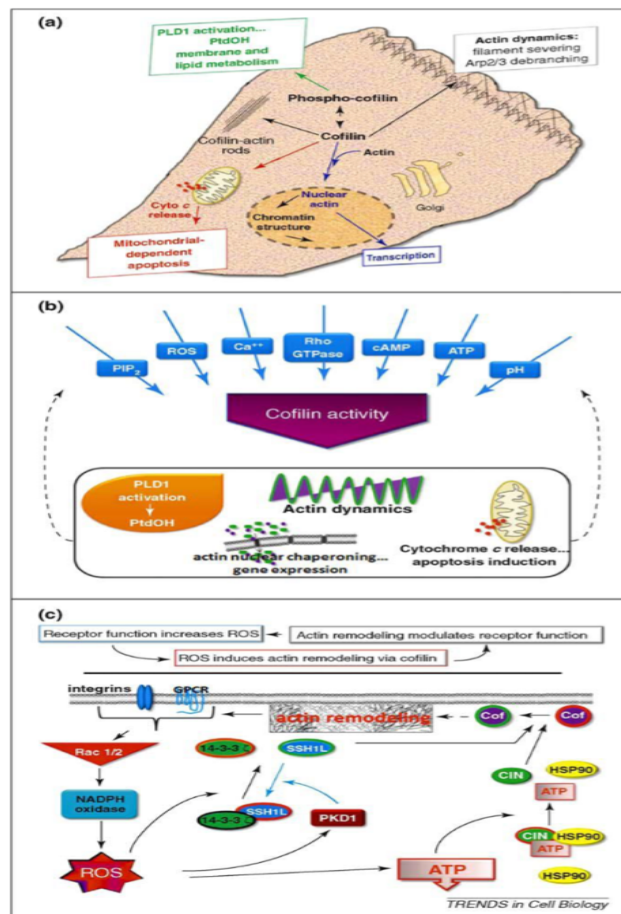 (a)
PLD1 activation...
PtdOH
membrane and
lipid metabolism
Actin dynamics:
filament severing
Arp2/3 debranching
Phospho-cofilin
Cofilin-actin
rods
Cofilin
Actin
Cyto c
release
Nuclear
actin
Golgi
Chromatin
structure
Mitochondrial-
dependent
apoptosis
Transcription
(b)
PIP2
ROS
Ca++
Rho
GTPase
cAMP
ATP
pH
Cofilin activity
PLD1
activation
PtdOH
Actin dynamics
actin nuclear chaperoning...
gene expression
Cytochrome c release...
apoptosis induction
(c)
Receptor function increases ROS
Actin remodeling modulates receptor function
ROS induces actin remodeling via cofilin
integrins
GPCR
actin remodeling
Cof
Cof
Rac 1/2
14-3-3 ζ
SSH1L
CIN
HSP90
ATP
NADPH
oxidase
SSH1L
14-3-3 ζ
PKD1
CIN
HSP90
ATP
ROS
ATP
HSP90
TRENDS in Cell Biology